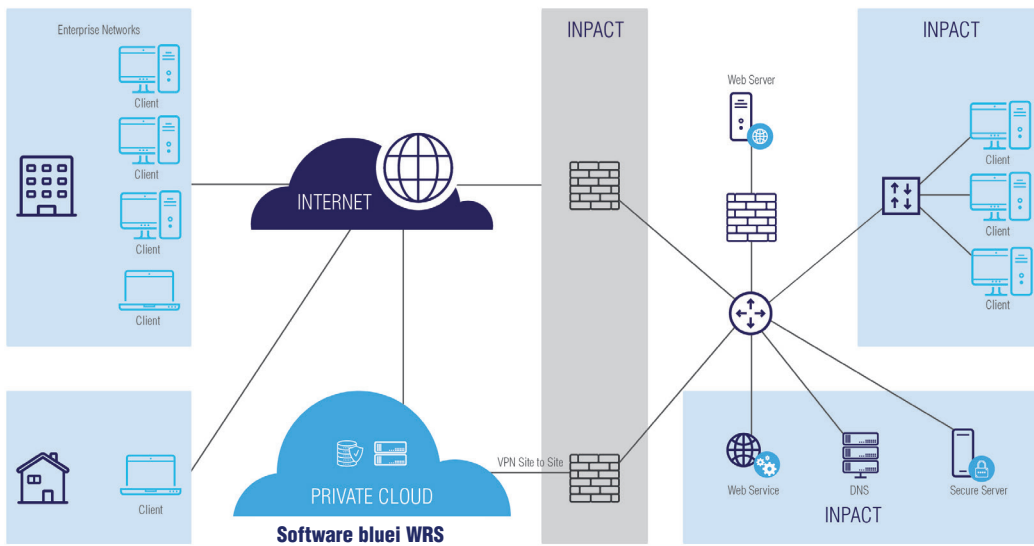 Enterprise Networks
Client
Client
Client
Client
INTERNET
INPACT
Web Server
INPACT
Client
Client
Client
Client
PRIVATE CLOUD
Software bluei WRS
VPN Site to Site
Web Service
DNS
Secure Server
INPACT